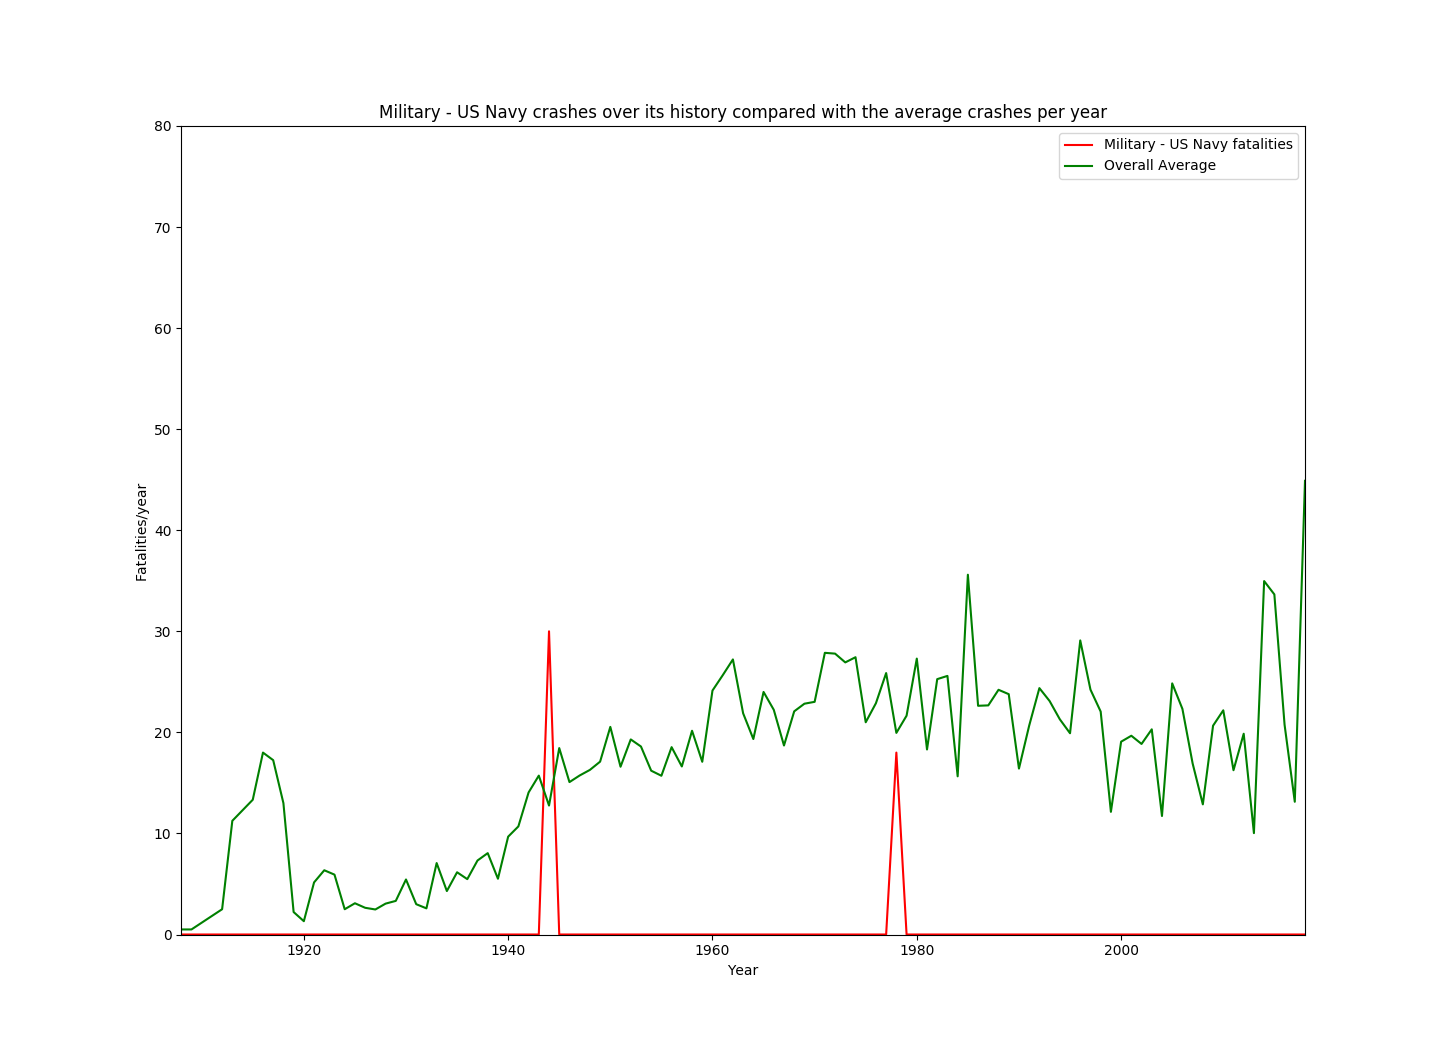 Military - US Navy crashes over its history compared with the average crashes per year
80
70
60
50
40
30
20
10
0
Fatalities/year
Military - US Navy fatalities
Overall Average
1920 1940 1960 1980 2000
Year